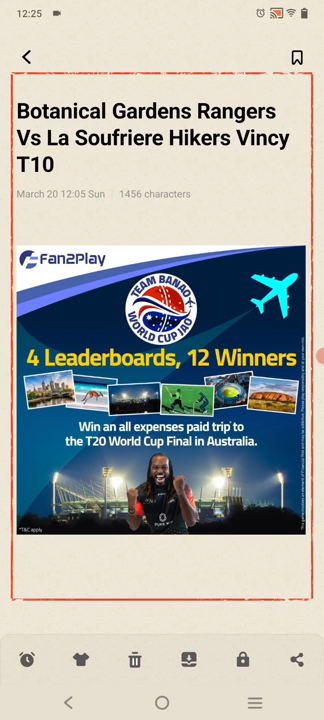 12:25
Botanical Gardens Rangers
Vs La Soufriere Hikers Vincy
T10
March 20 12:05 Sun | 1456 characters
Fan2Play
TEAM BANAO
WORLD CUP JAO
4 Leaderboards, 12 Winners
Win an all expenses paid trip to
the T20 World Cup Final in Australia.
*T&C apply